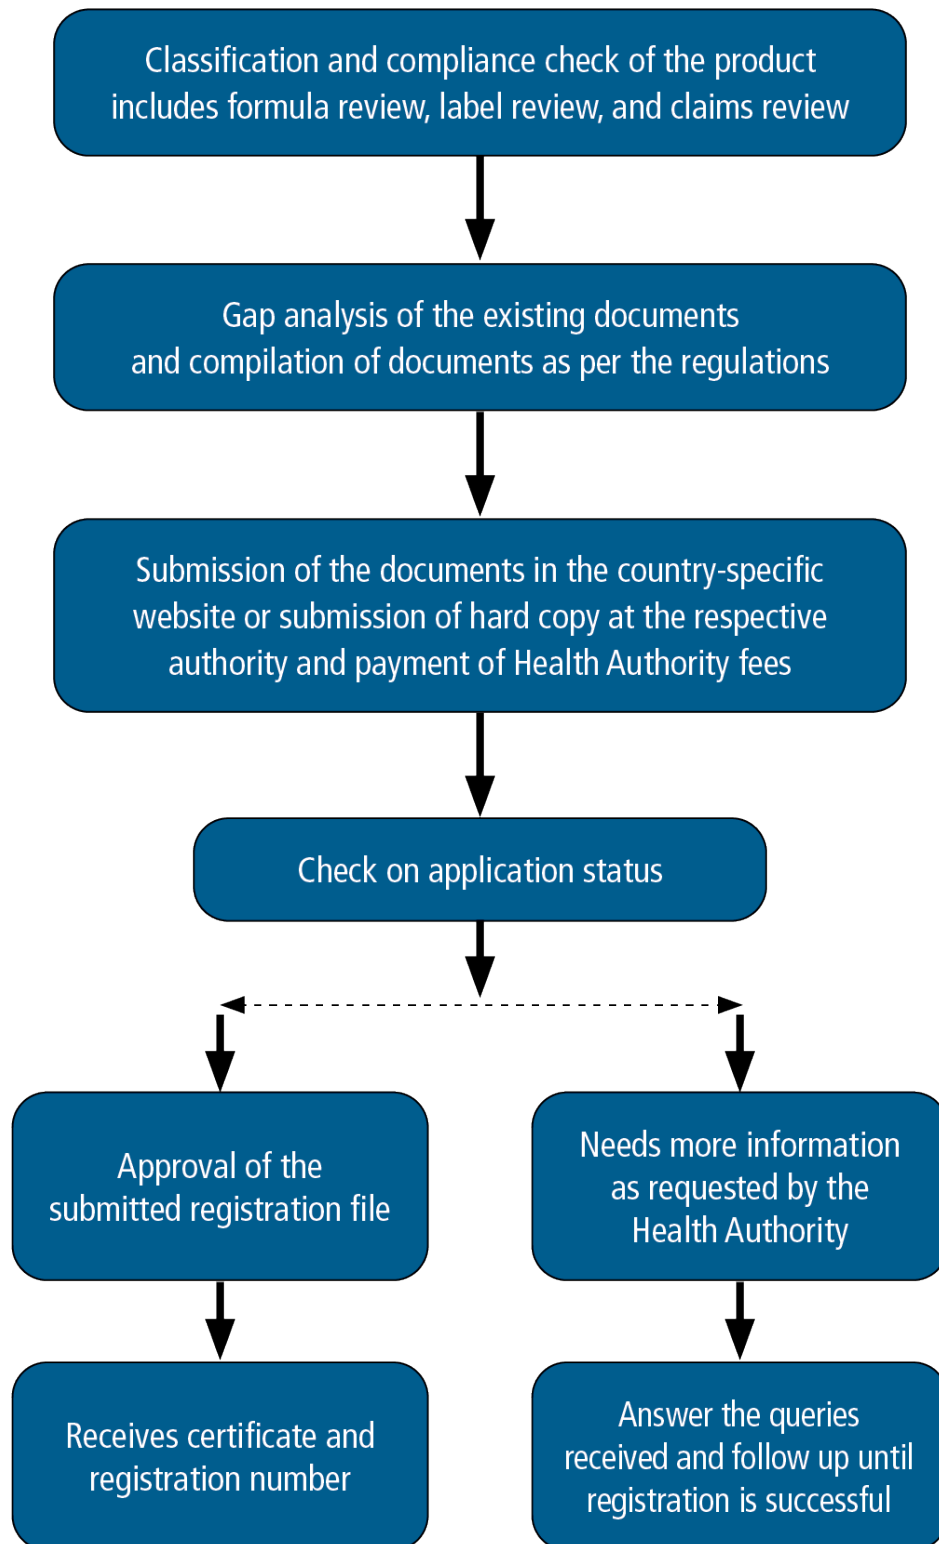 Classification and compliance check of the product
includes formula review, label review, and claims review
Gap analysis of the existing documents
and compilation of documents as per the regulations
Submission of the documents in the country-specific
website or submission of hard copy at the respective
authority and payment of Health Authority fees
Check on application status
Approval of the
submitted registration file
Needs more information
as requested by the
Health Authority
Receives certificate and
registration number
Answer the queries
received and follow up until
registration is successful